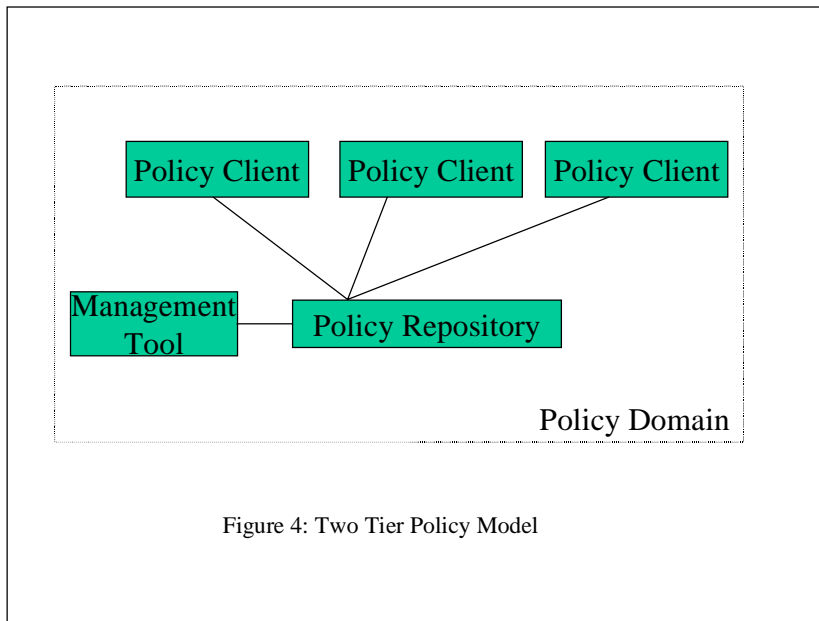 Policy Client
Policy Client
Policy Client
Management
Tool
Policy Repository
Policy Domain
Figure 4: Two Tier Policy Model